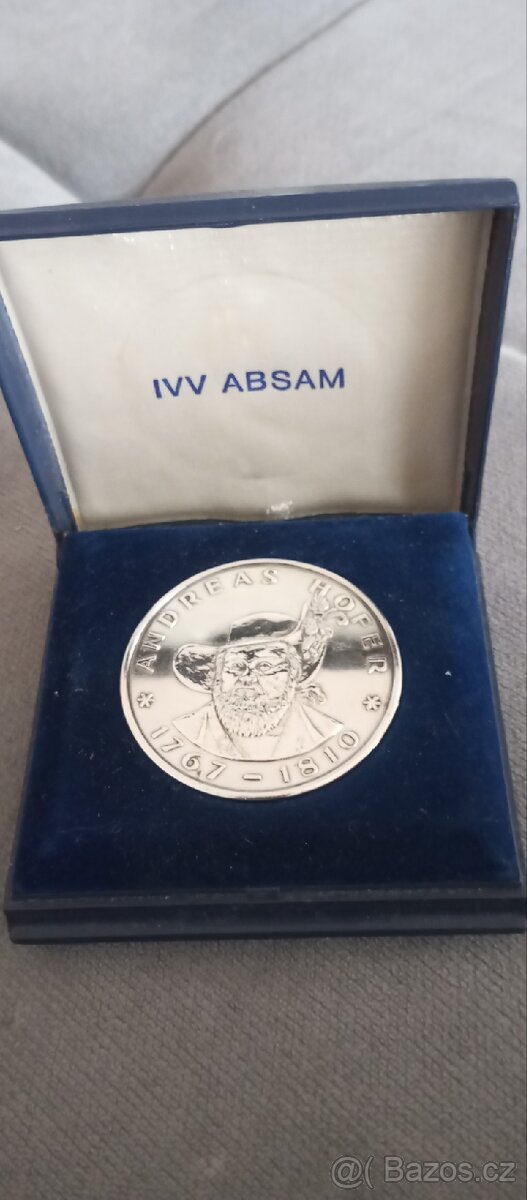 IVV ABSAM
* ANDREAS HOFER *
1767 – 1810
@( Bazos.cz